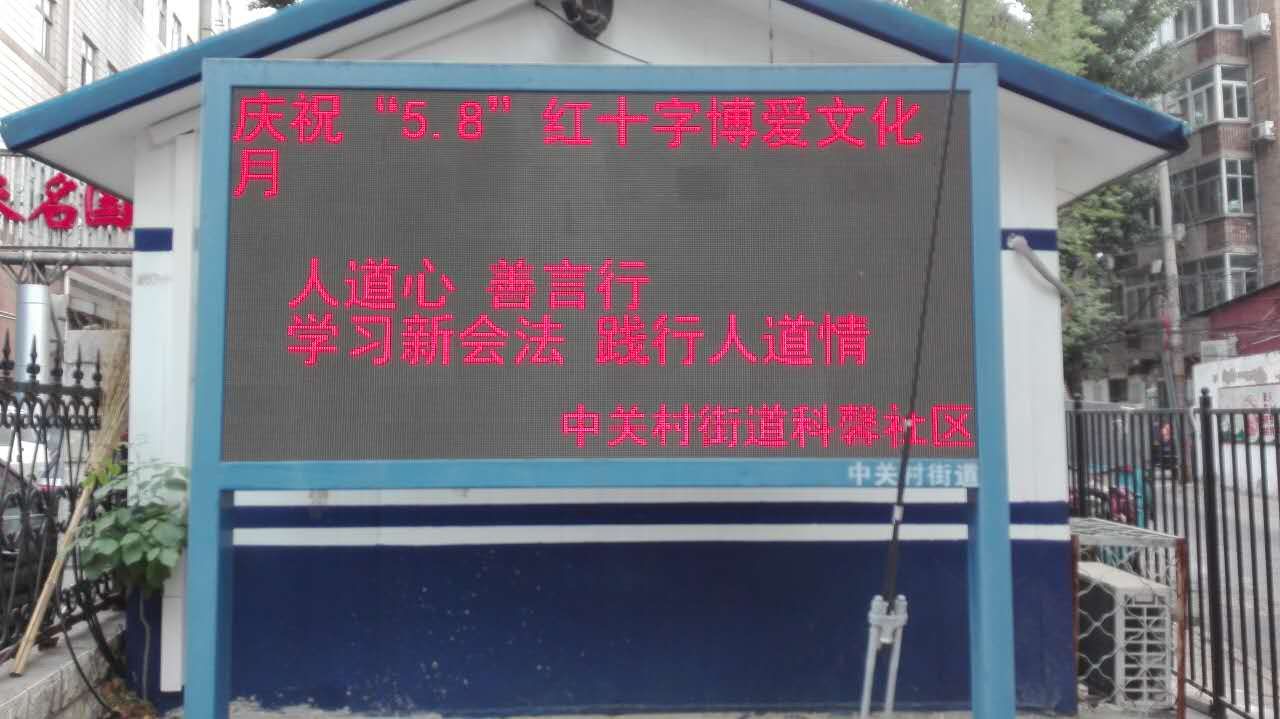 庆祝“5.8”红十字博爱文化
月
人道心 善言行
学习新会法 践行人道情
中关村街道科馨社区
中关村街道
名国